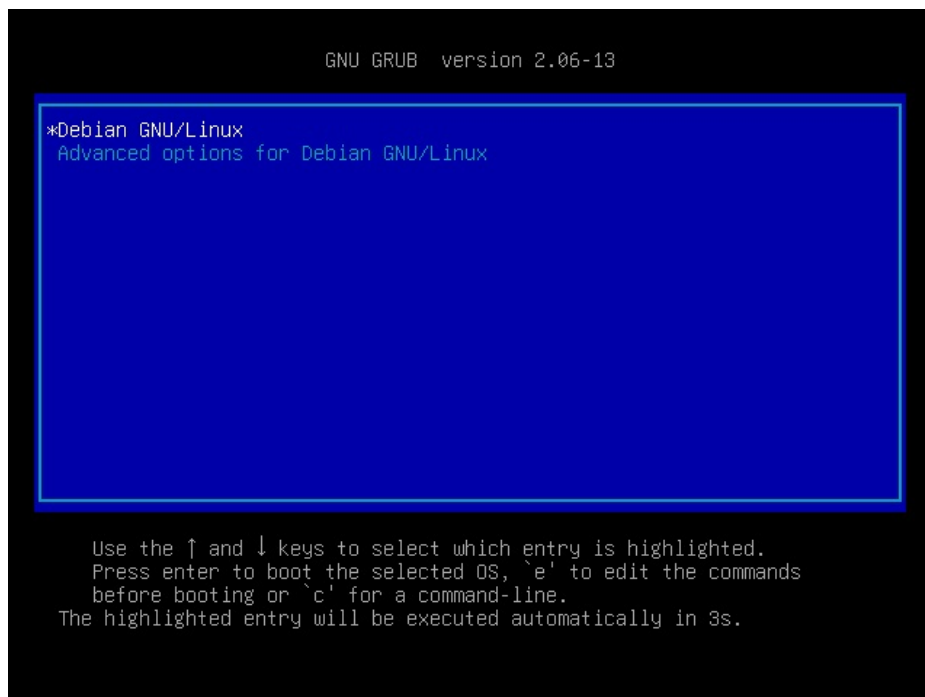 GNU GRUB version 2.06-13
*Debian GNU/Linux
Advanced options for Debian GNU/Linux
Use the ↑ and ↓ keys to select which entry is highlighted.
Press enter to boot the selected OS, `e' to edit the commands
before booting or `c' for a command-line.
The highlighted entry will be executed automatically in 3s.